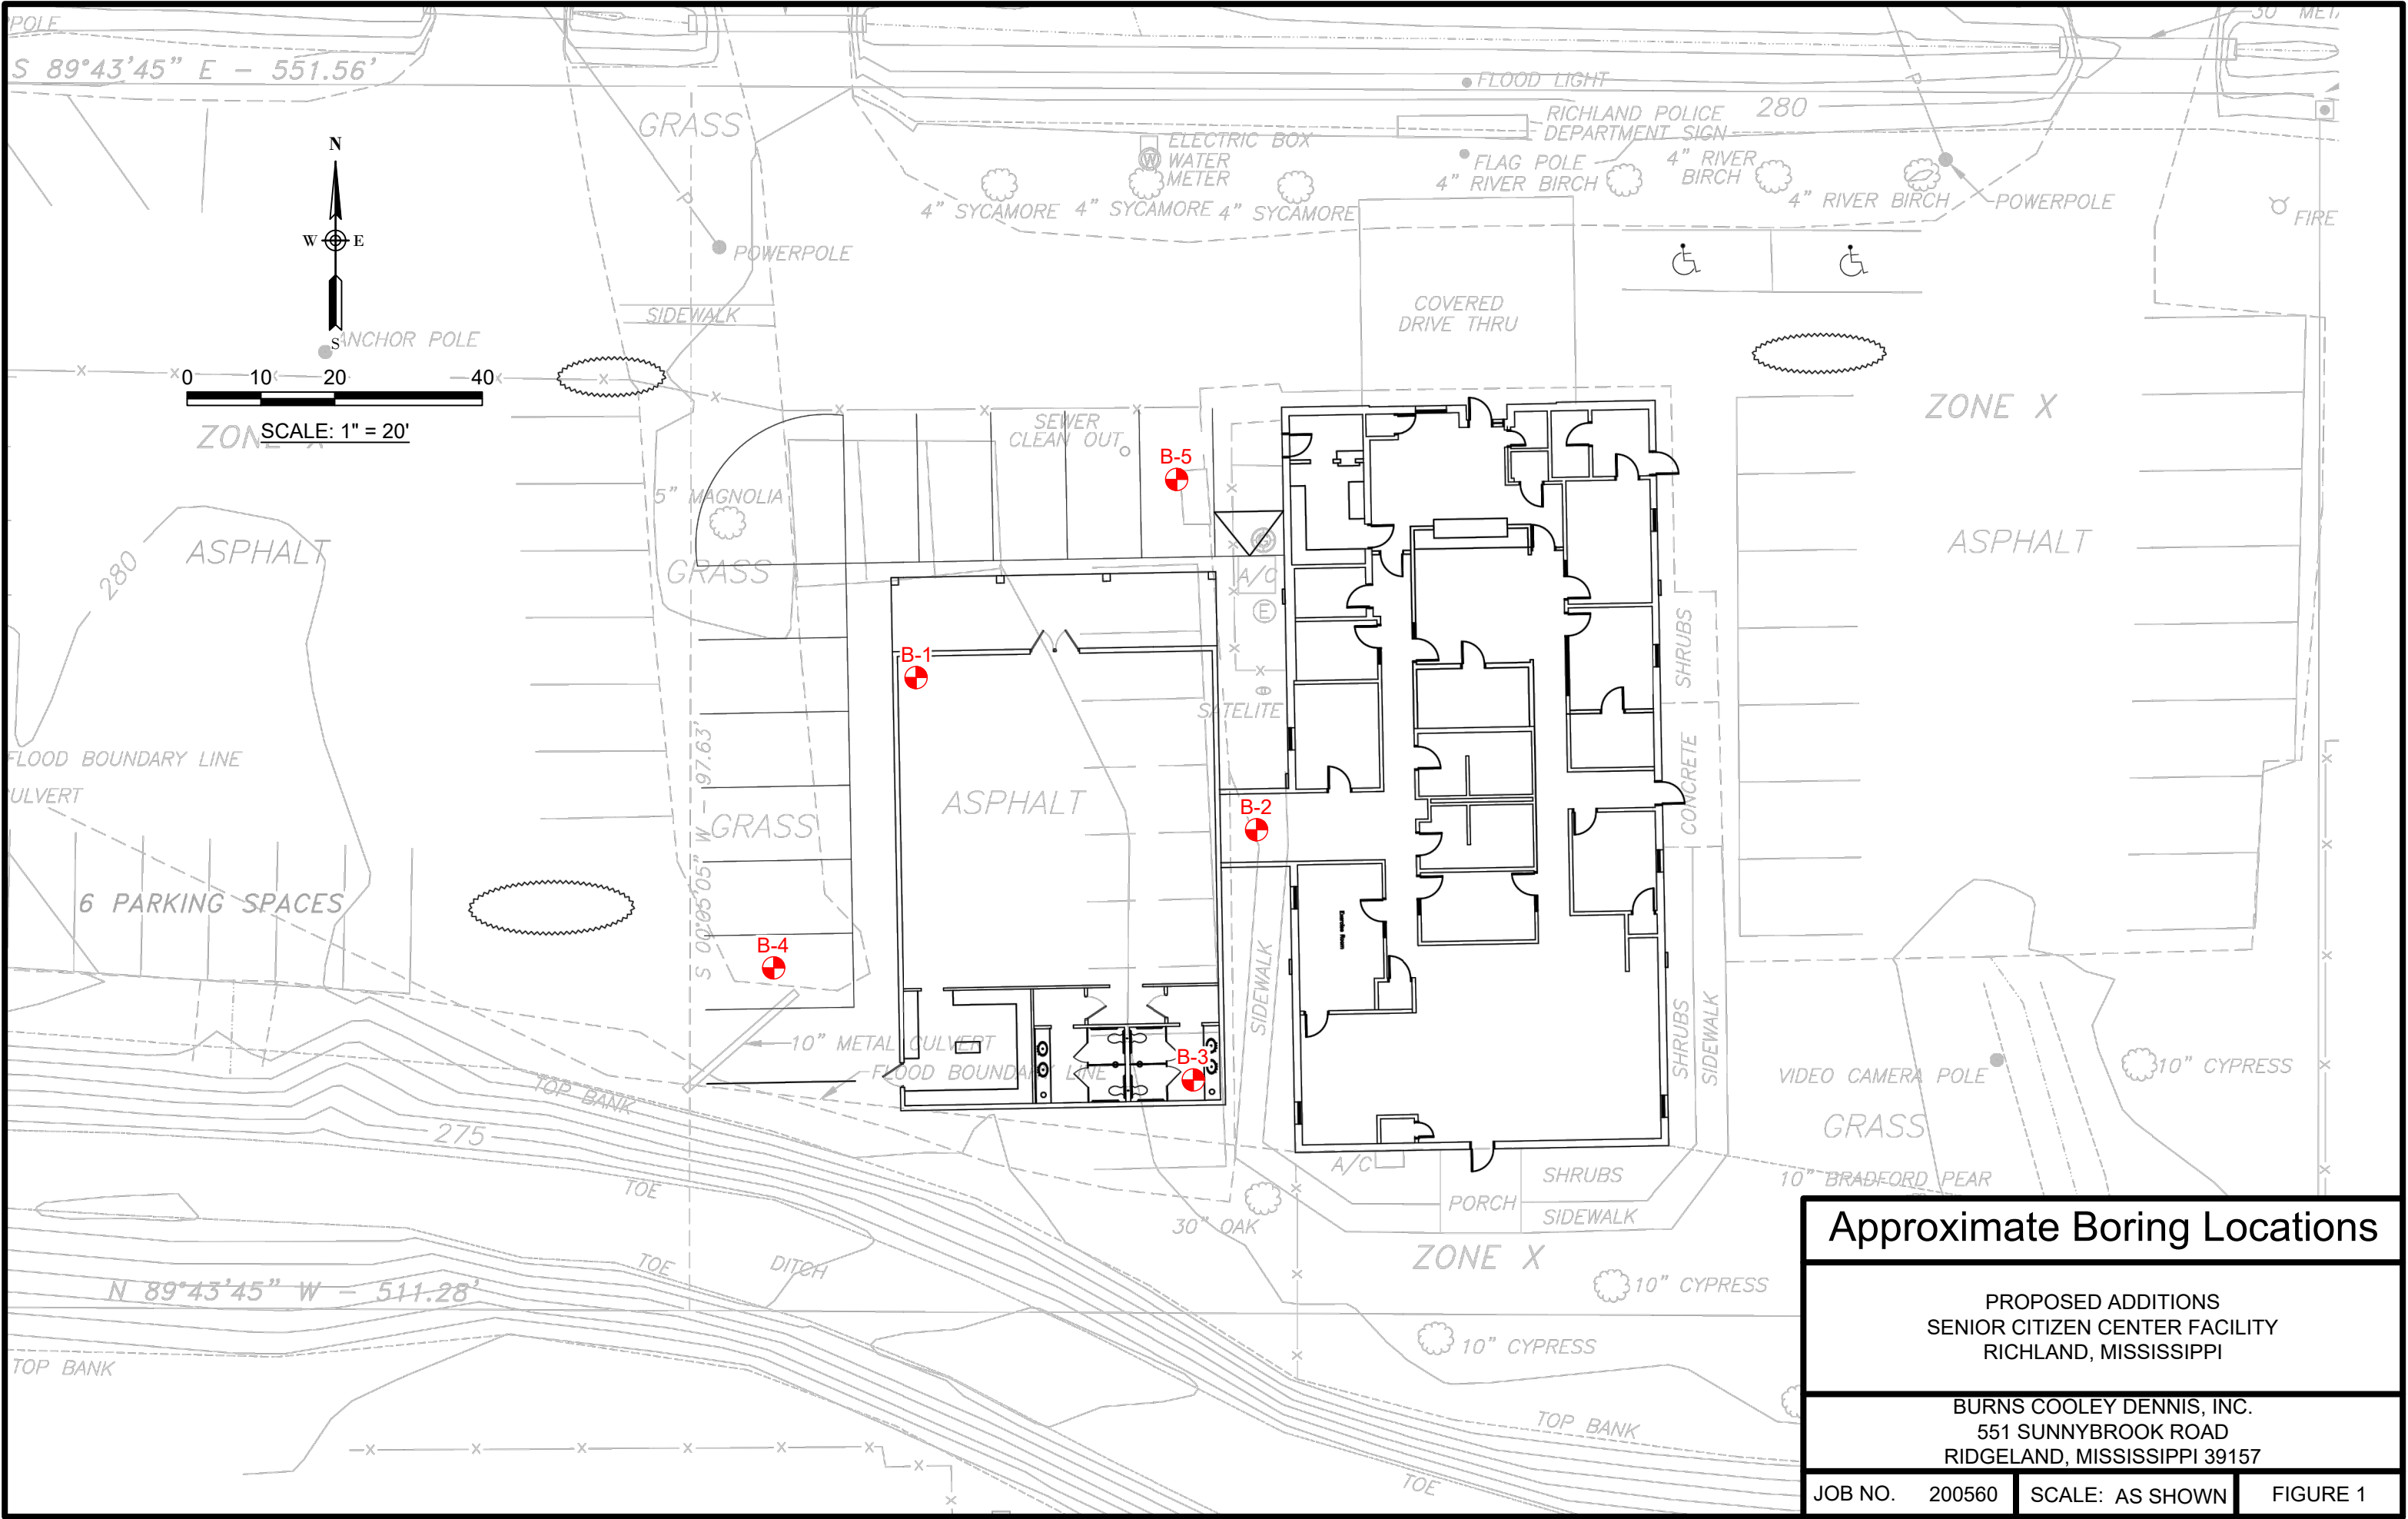 POLE
S 89°43'45" E – 551.56'
30" MET
FLOOD LIGHT
RICHLAND POLICE
DEPARTMENT SIGN
280
GRASS
ELECTRIC BOX
W
WATER
METER
FLAG POLE
4" RIVER BIRCH
4" RIVER
BIRCH
4" RIVER BIRCH
POWERPOLE
4" SYCAMORE
4" SYCAMORE
4" SYCAMORE
FIRE
P
P
POWERPOLE
N
W
E
S
SIDEWALK
ANCHOR POLE
COVERED
DRIVE THRU
0 10 20 40
SCALE: 1" = 20'
ZONE X
ZONE X
SEWER
CLEAN OUT
B-5
5" MAGNOLIA
GRASS
ASPHALT
280
ASPHALT
A/C
E
SHRUBS
B-1
SATELITE
FLOOD BOUNDARY LINE
ULVERT
S 00°05'05" W – 97.63'
GRASS
ASPHALT
B-2
CONCRETE
6 PARKING SPACES
B-4
Exercise Room
SIDEWALK
SHRUBS
SIDEWALK
10" METAL CULVERT
FLOOD BOUNDARY LINE
B-3
TOP BANK
275
VIDEO CAMERA POLE
10" CYPRESS
GRASS
TOE
A/C
SHRUBS
PORCH
SIDEWALK
10" BRADFORD PEAR
30" OAK
ZONE X
TOE
DITCH
N 89°43'45" W – 511.28'
10" CYPRESS
10" CYPRESS
TOP BANK
TOP BANK
TOE
Approximate Boring Locations
PROPOSED ADDITIONS
SENIOR CITIZEN CENTER FACILITY
RICHLAND, MISSISSIPPI
BURNS COOLEY DENNIS, INC.
551 SUNNYBROOK ROAD
RIDGELAND, MISSISSIPPI 39157
JOB NO. 200560
SCALE: AS SHOWN
FIGURE 1